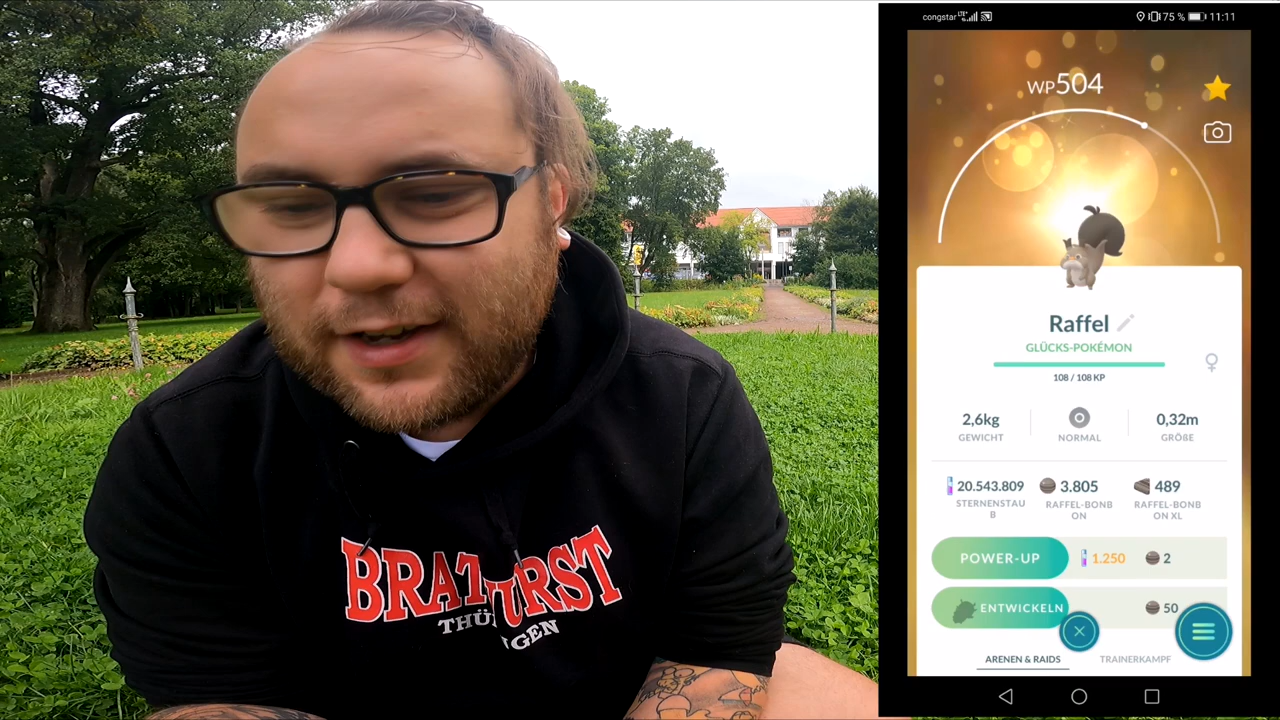 BRATWURST
THÜRINGEN
congstar LTE+ 75 % 11:11
WP504
Raffel
GLÜCKS-POKÉMON
108 / 108 KP
2,6kg
GEWICHT
NORMAL
0,32m
GRÖßE
20.543.809
STERNENSTAU
B
3.805
RAFFEL-BONB
ON
489
RAFFEL-BONB
ON XL
POWER-UP 1.250 2
ENTWICKELN 50
ARENEN & RAIDS TRAINERKAMPF